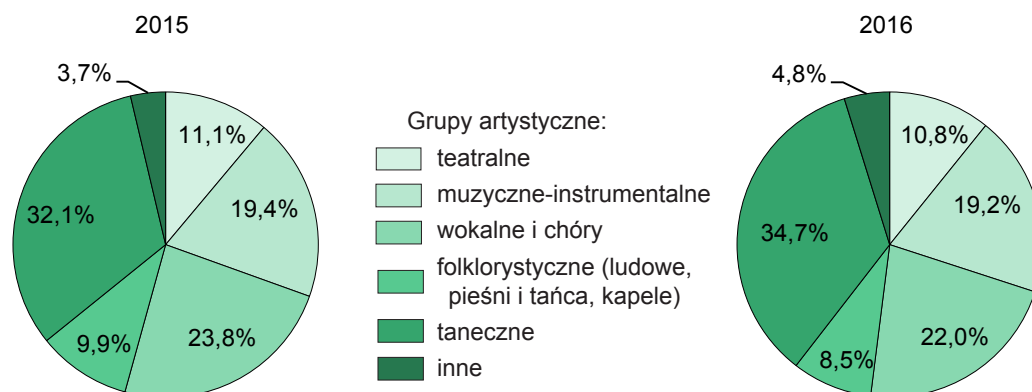 2015
3,7%
11,1%
19,4%
23,8%
9,9%
32,1%
Grupy artystyczne:
teatralne
muzyczne-instrumentalne
wokalne i chóry
folklorystyczne (ludowe,
pieśni i tańca, kapele)
taneczne
inne
2016
4,8%
10,8%
19,2%
22,0%
8,5%
34,7%